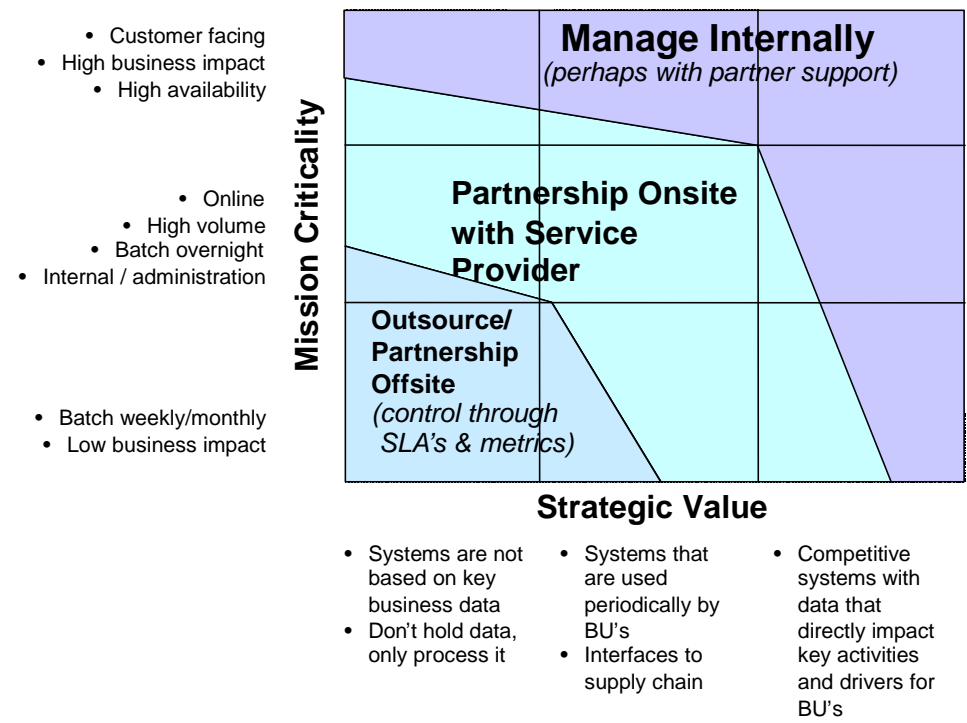 • Customer facing
• High business impact
• High availability
• Online
• High volume
• Batch overnight
• Internal / administration
• Batch weekly/monthly
• Low business impact
Mission Criticality
Manage Internally
(perhaps with partner support)
Partnership Onsite
with Service
Provider
Outsource/
Partnership
Offsite
(control through
SLA's & metrics)
Strategic Value
• Systems are not
based on key
business data
• Don't hold data,
only process it
• Systems that
are used
periodically by
BU's
• Interfaces to
supply chain
• Competitive
systems with
data that
directly impact
key activities
and drivers for
BU's